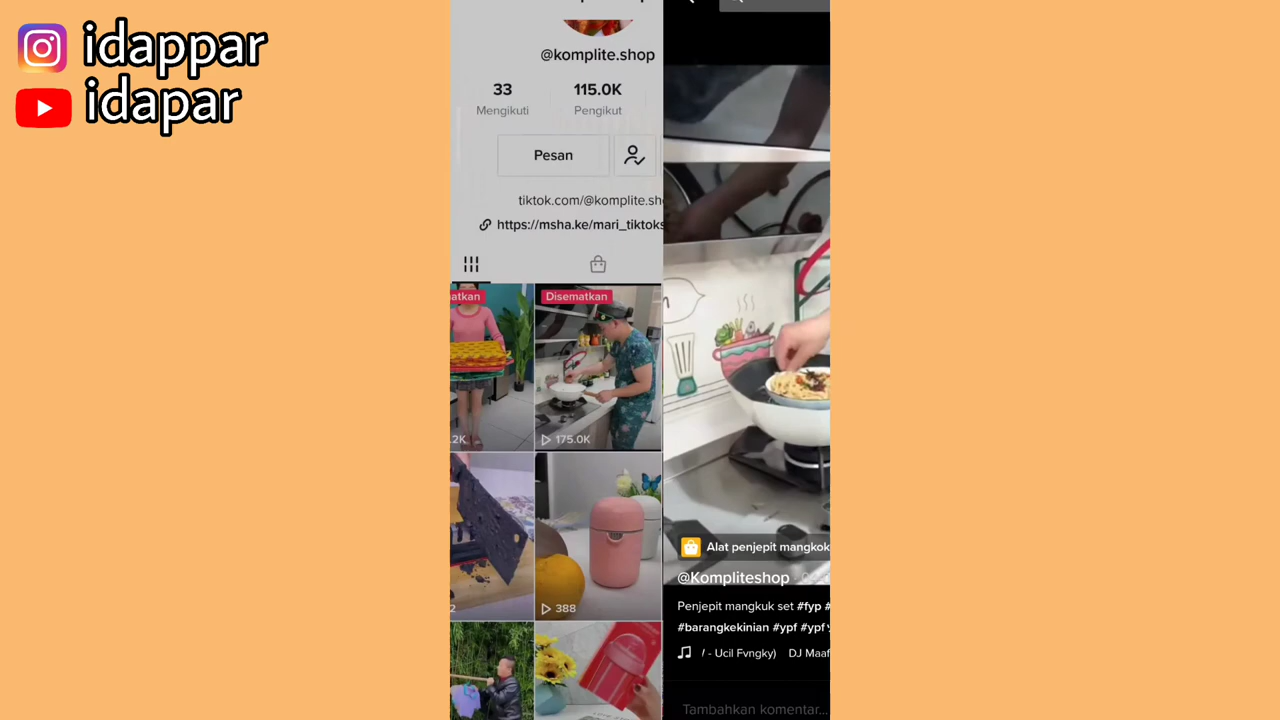 idappar
idapar
@komplite.shop
33
Mengikuti
115.0K
Pengikut
Pesan
tiktok.com/@komplite.sh
https://msha.ke/mari_tiktoks
atkan
Disematkan
.2K
175.0K
2
388
Alat penjepit mangkok
@Kompliteshop
Penjepit mangkuk set #fyp #
#barangkekinian #ypf #ypf
- Ucil Fvngky) DJ Maaf
Tambahkan komentar...